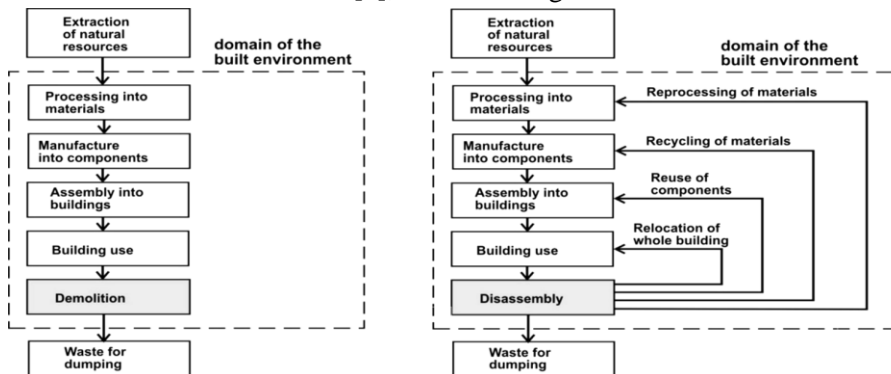 Extraction
of natural
resources
domain of the
built environment
Processing into
materials
Manufacture
into components
Assembly into
buildings
Building use
Demolition
Waste for
dumping
Extraction
of natural
resources
domain of the
built environment
Processing into
materials
Reprocessing of materials
Manufacture
into components
Recycling of materials
Assembly into
buildings
Reuse of
components
Building use
Relocation of
whole building
Disassembly
Waste for
dumping